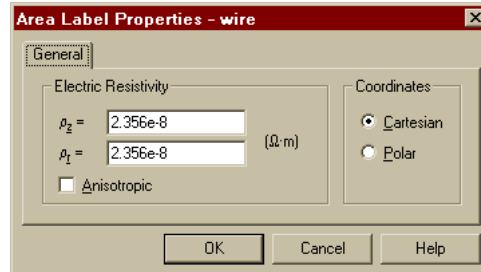 Area Label Properties - wire
General
Electric Resistivity
ρz = 2.356e-8
ρr = 2.356e-8
(Ω·m)
Anisotropic
Coordinates
Cartesian
Polar
OK Cancel Help